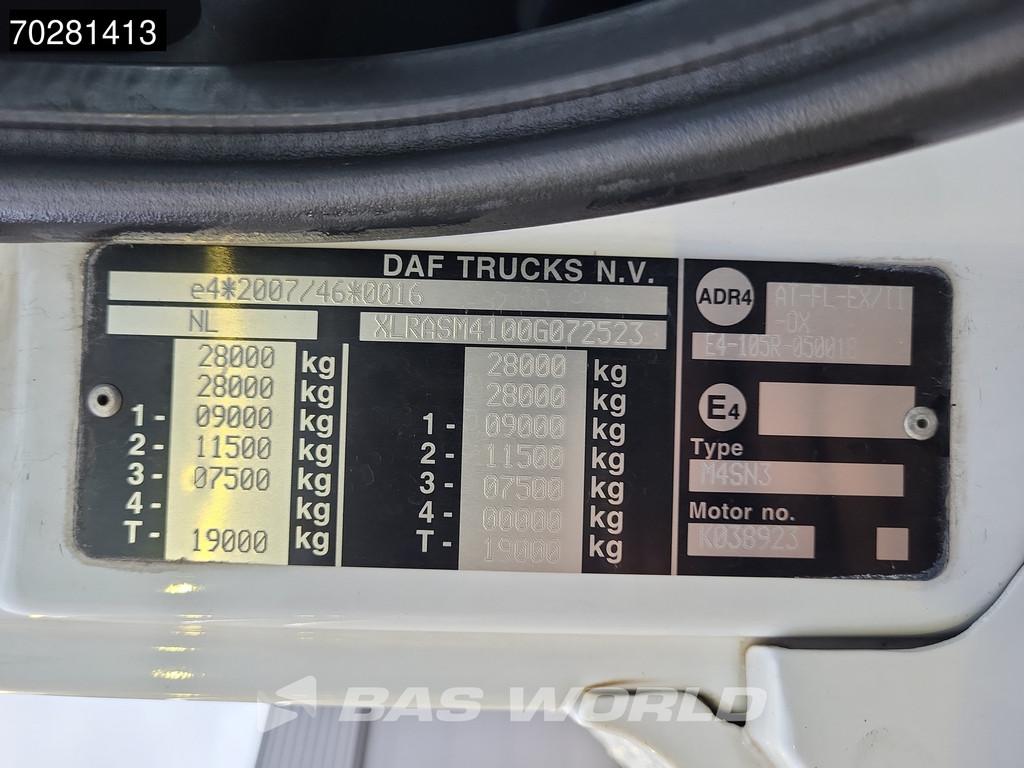 70281413
DAF TRUCKS N.V.
e4*2007/46*0016
NL XLRASM4100G072523
28000 kg 28000 kg
28000 kg 28000 kg
1- 09000 kg 1- 09000 kg
2- 11500 kg 2- 11500 kg
3- 07500 kg 3- 07500 kg
4- kg 4- 00000 kg
T- 19000 kg T- 19000 kg
ADR4 AT-FL-EX/II
-OX
E4-105R-050018
E4
Type
M4SN3
Motor no.
K038923
BAS WORLD